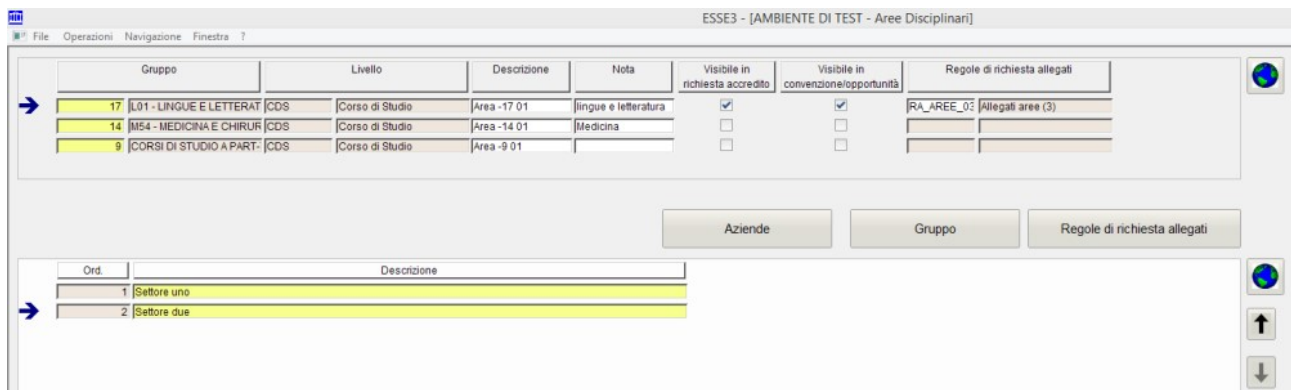 ESSE3 - [AMBIENTE DI TEST - Aree Disciplinari]
File Operazioni Navigazione Finestra ?
Gruppo Livello Descrizione Nota Visibile in richiesta accredito Visibile in convenzione/opportunità Regole di richiesta allegati
17 L01 - LINGUE E LETTERAT CDS Corso di Studio Area -17 01 lingue e letteratura RA_AREE_03 Allegati aree (3)
14 M54 - MEDICINA E CHIRUR CDS Corso di Studio Area -14 01 Medicina
9 CORSI DI STUDIO A PART- CDS Corso di Studio Area -9 01
Aziende Gruppo Regole di richiesta allegati
Ord. Descrizione
1 Settore uno
2 Settore due